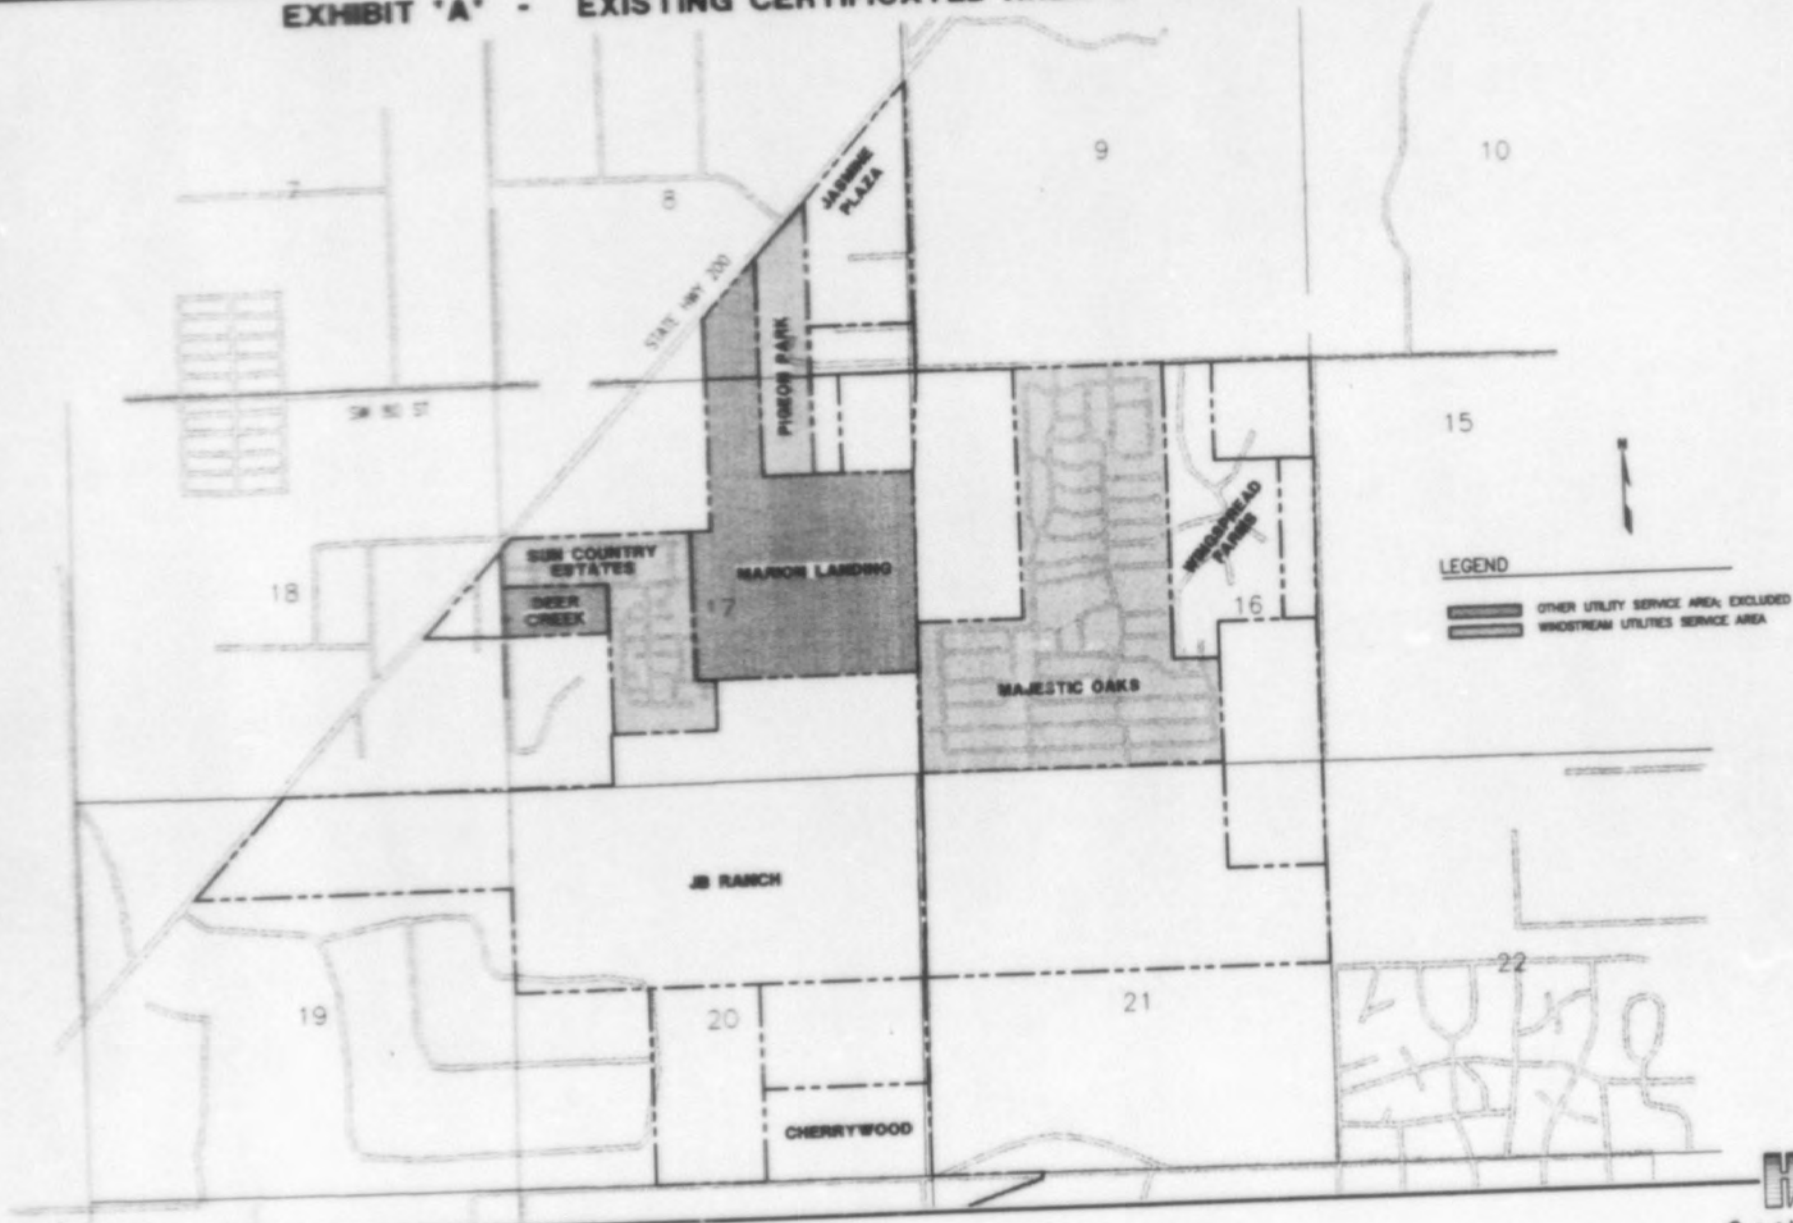 EXHIBIT "A" - EXISTING CERTIFICATED
9
10
JASMINE
PLAZA
7
8
STATE HWY 200
PIGEON PARK
SW 80 ST
15
N
WINGSPREAD
FARMS
SUN COUNTRY
ESTATES
MARION LANDING
LEGEND
18
DEER
CREEK
17
16
OTHER UTILITY SERVICE AREA; EXCLUDED
WINDSTREAM UTILITIES SERVICE AREA
MAJESTIC OAKS
JB RANCH
22
19
20
21
CHERRYWOOD